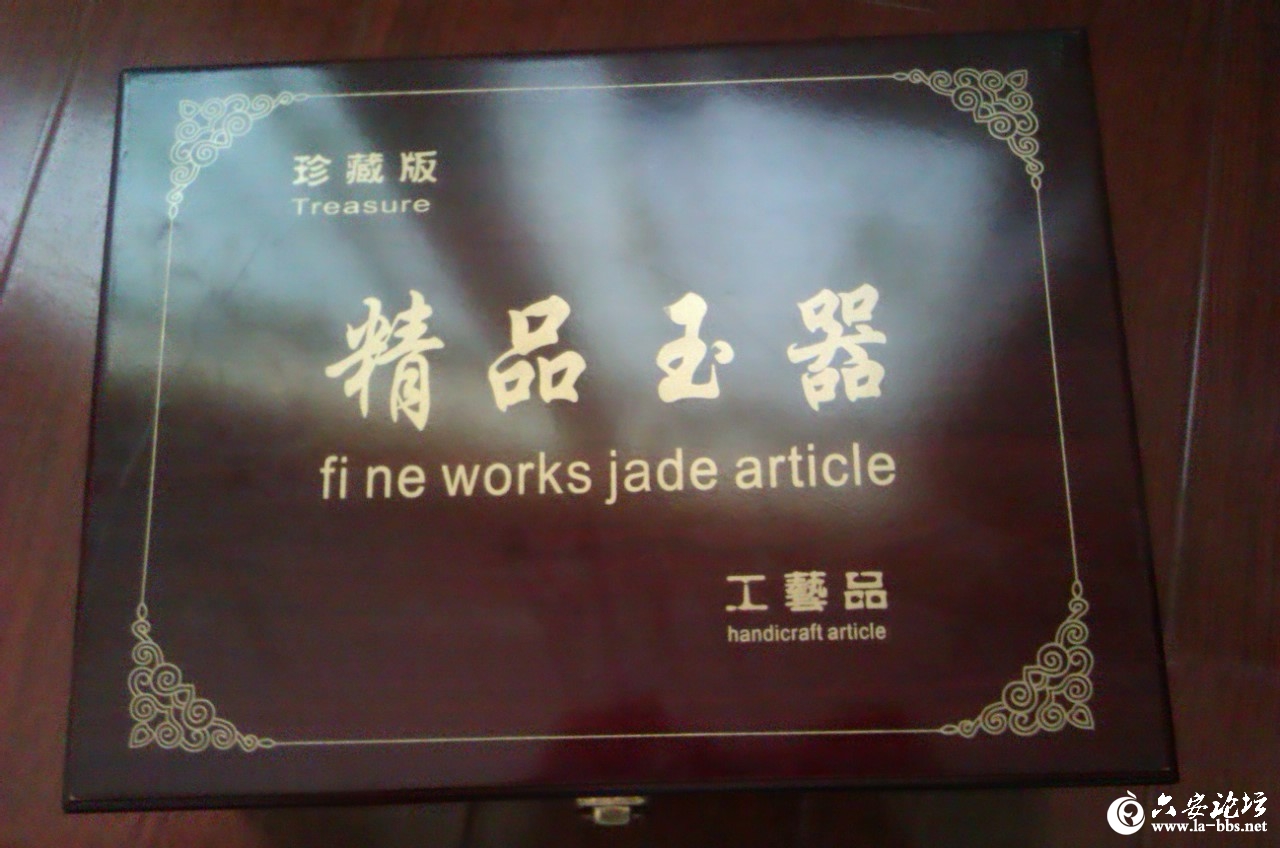 珍藏版
Treasure
精品玉器
fi ne works jade article
工藝品
handicraft article
六安论坛
www.la-bbs.net